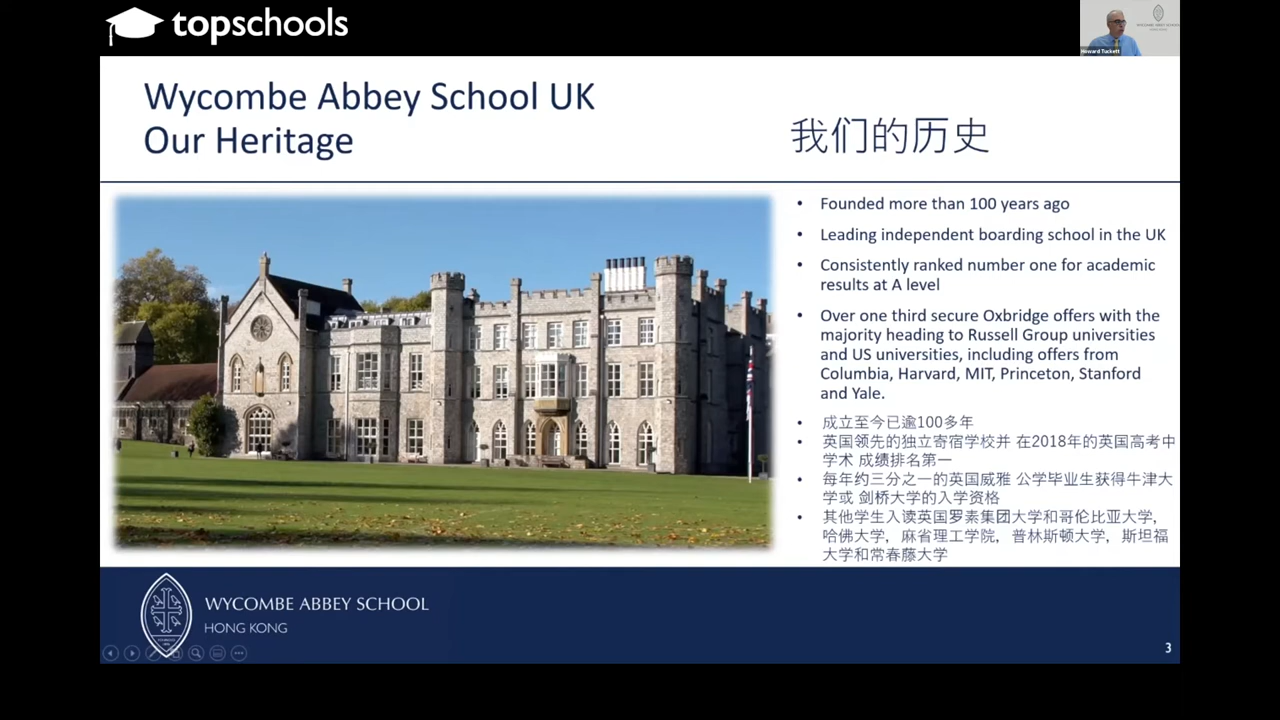 topschools
WYCOMBE ABBEY SCHOOL
Howard Tuckett
Wycombe Abbey School UK
Our Heritage
我们的历史
• Founded more than 100 years ago
• Leading independent boarding school in the UK
• Consistently ranked number one for academic
results at A level
• Over one third secure Oxbridge offers with the
majority heading to Russell Group universities
and US universities, including offers from
Columbia, Harvard, MIT, Princeton, Stanford
and Yale.
• 成立至今已逾100多年
• 英国领先的独立寄宿学校并 在2018年的英国高考中
学术 成绩排名第一
• 每年约三分之一的英国威雅 公学毕业生获得牛津大
学或 剑桥大学的入学资格
• 其他学生入读英国罗素集团大学和哥伦比亚大学,
哈佛大学, 麻省理工学院, 普林斯顿大学, 斯坦福
大学和常春藤大学
WYCOMBE ABBEY SCHOOL
HONG KONG
3